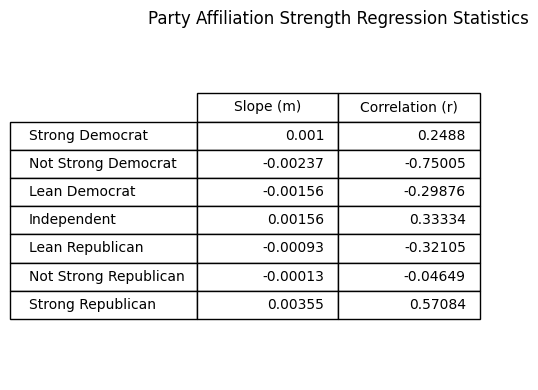 Party Affiliation Strength Regression Statistics
Slope (m) Correlation (r)
Strong Democrat 0.001 0.2488
Not Strong Democrat -0.00237 -0.75005
Lean Democrat -0.00156 -0.29876
Independent 0.00156 0.33334
Lean Republican -0.00093 -0.32105
Not Strong Republican -0.00013 -0.04649
Strong Republican 0.00355 0.57084